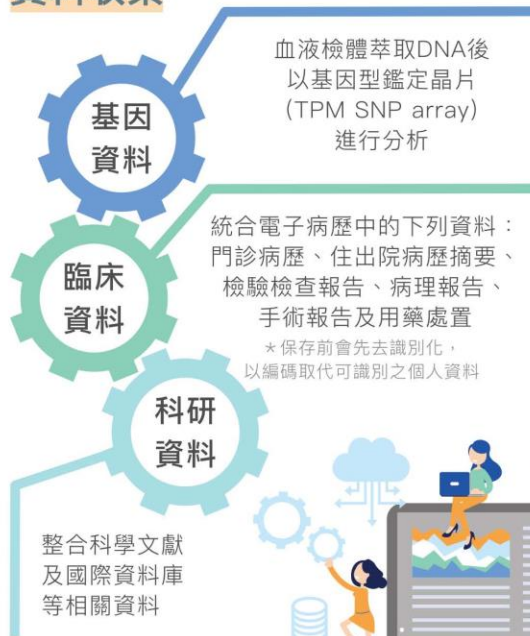 資料收集
基因
資料
血液檢體萃取DNA後
以基因型鑑定晶片
(TPM SNP array)
進行分析
臨床
資料
統合電子病歷中的下列資料：
門診病歷、住出院病歷摘要、
檢驗檢查報告、病理報告、
手術報告及用藥處置
＊保存前會先去識別化，
以編碼取代可識別之個人資料
科研
資料
整合科學文獻
及國際資料庫
等相關資料